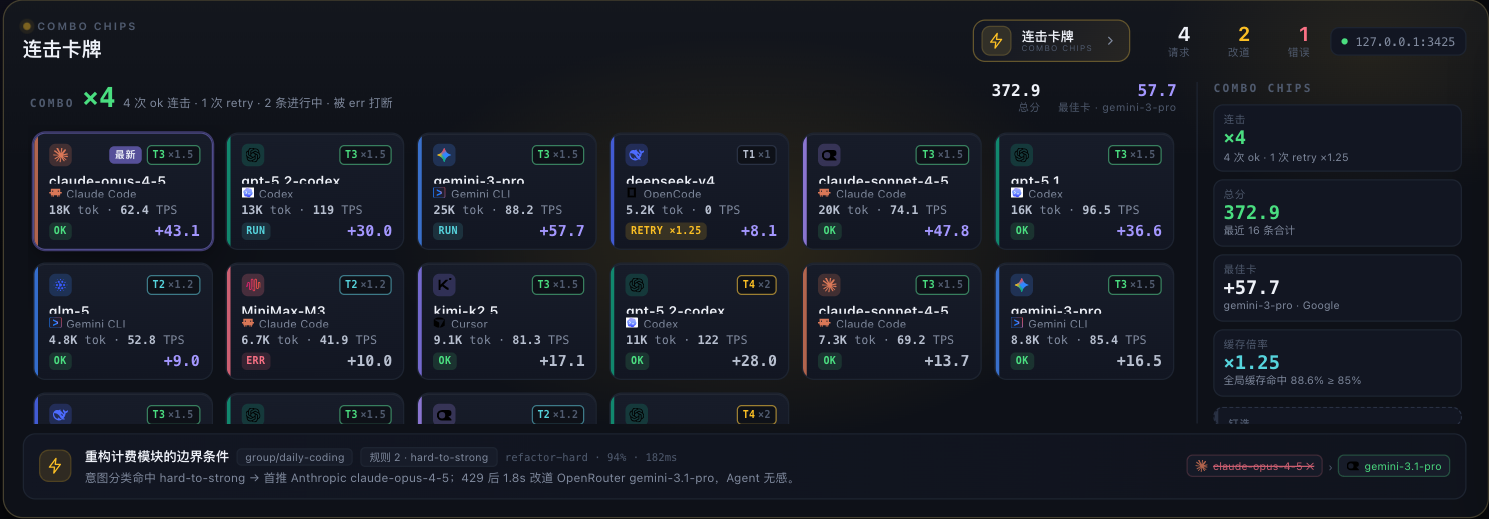 COMBO CHIPS
连击卡牌
连击卡牌
COMBO CHIPS
4
请求
2
改道
1
错误
127.0.0.1:3425
COMBO ×4 4 次 ok 连击 · 1 次 retry · 2 条进行中 · 被 err 打断
372.9
总分
57.7
最佳卡 · gemini-3-pro
最新 T3 ×1.5
claude-opus-4-5
Claude Code
18K tok · 62.4 TPS
OK +43.1
T3 ×1.5
gpt-5.2-codex
Codex
13K tok · 119 TPS
RUN +30.0
T3 ×1.5
gemini-3-pro
Gemini CLI
25K tok · 88.2 TPS
RUN +57.7
T1 ×1
deepseek-v4
OpenCode
5.2K tok · 0 TPS
RETRY ×1.25 +8.1
T3 ×1.5
claude-sonnet-4-5
Claude Code
20K tok · 74.1 TPS
OK +47.8
T3 ×1.5
gpt-5.1
Codex
16K tok · 96.5 TPS
OK +36.6
T2 ×1.2
glm-5
Gemini CLI
4.8K tok · 52.8 TPS
OK +9.0
T2 ×1.2
MiniMax-M3
Claude Code
6.7K tok · 41.9 TPS
ERR +10.0
T3 ×1.5
kimi-k2.5
Cursor
9.1K tok · 81.3 TPS
OK +17.1
T4 ×2
gpt-5.2-codex
Codex
11K tok · 122 TPS
OK +28.0
T3 ×1.5
claude-sonnet-4-5
Claude Code
7.3K tok · 69.2 TPS
OK +13.7
T3 ×1.5
gemini-3-pro
Gemini CLI
8.8K tok · 85.4 TPS
OK +16.5
T3 ×1.5
T3 ×1.5
T2 ×1.2
T4 ×2
COMBO CHIPS
连击
×4
4 次 ok · 1 次 retry ×1.25
总分
372.9
最近 16 条合计
最佳卡
+57.7
gemini-3-pro · Google
缓存倍率
×1.25
全局缓存命中 88.6% ≥ 85%
重构计费模块的边界条件 group/daily-coding 规则 2 · hard-to-strong refactor-hard · 94% · 182ms
意图分类命中 hard-to-strong → 首推 Anthropic claude-opus-4-5；429 后 1.8s 改道 OpenRouter gemini-3.1-pro，Agent 无感。
claude-opus-4-5 ✕ › gemini-3.1-pro